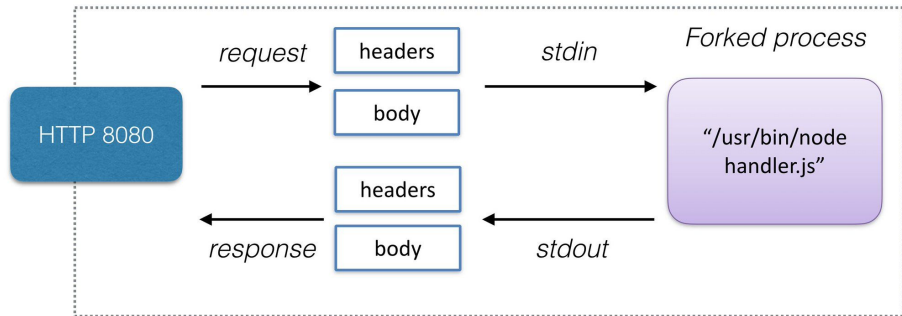 request
headers
stdin
Forked process
HTTP 8080
body
“/usr/bin/node
handler.js”
headers
response
body
stdout